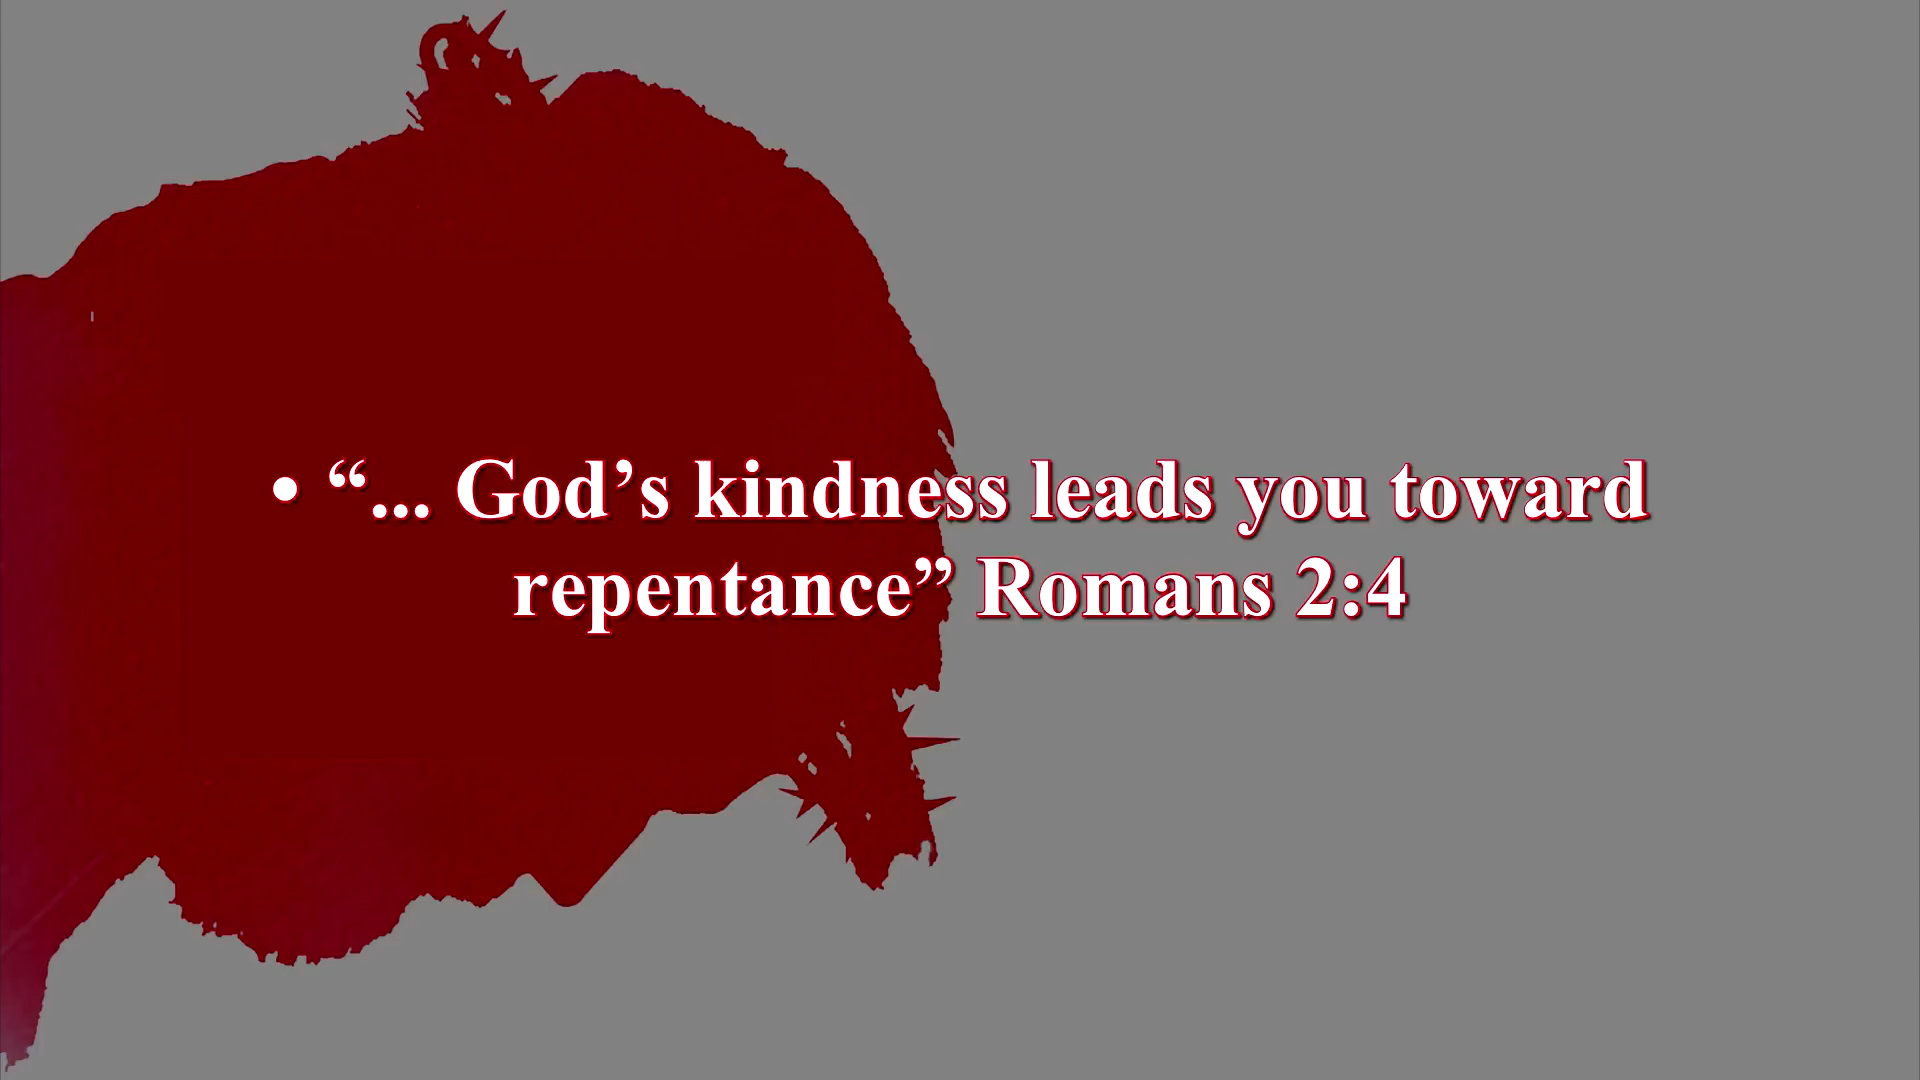 • “... God’s kindness leads you toward
repentance” Romans 2:4